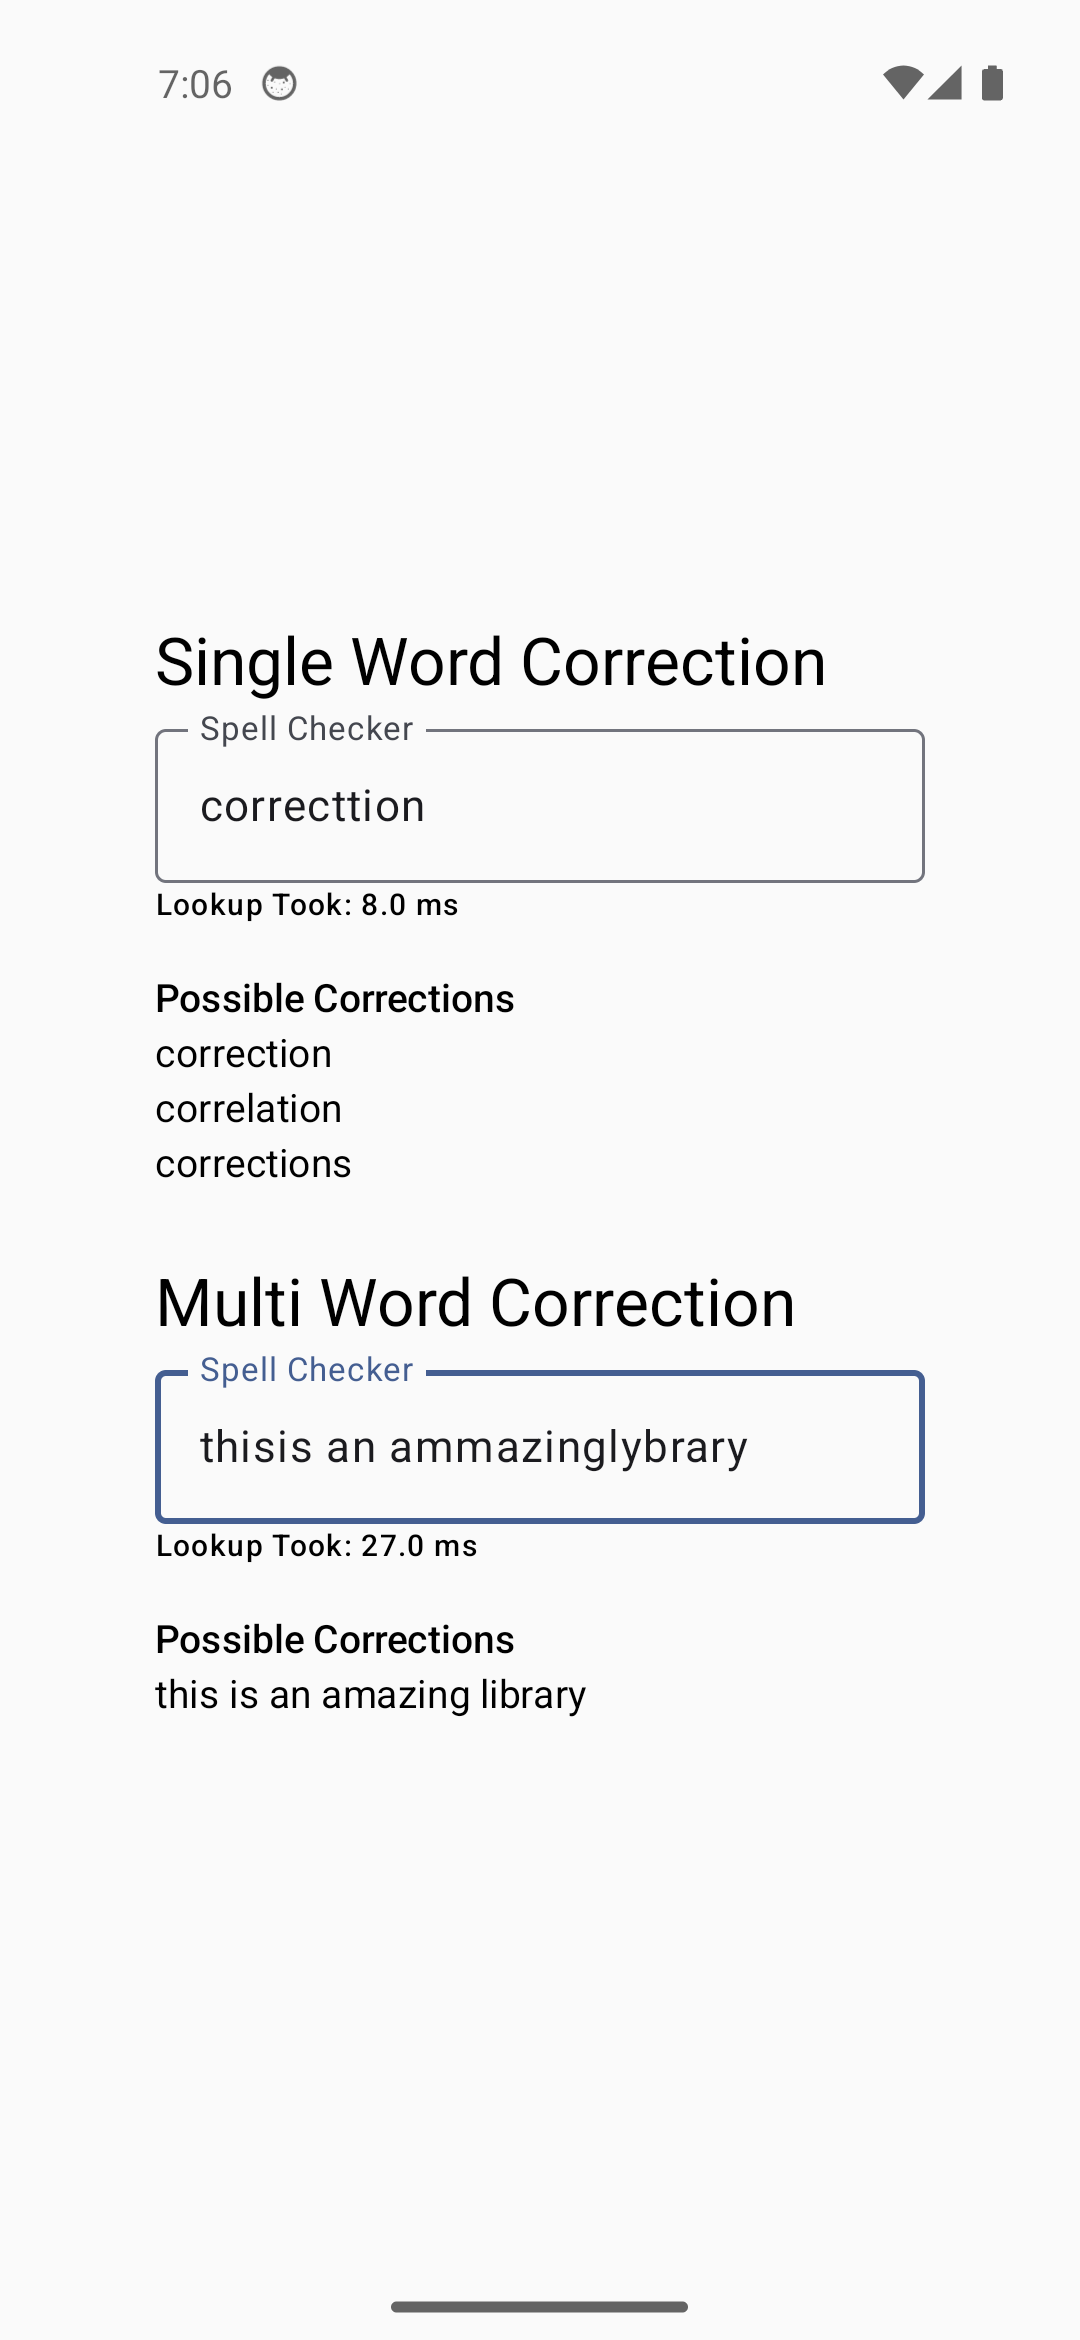 7:06
Single Word Correction
Spell Checker
correcttion
Lookup Took: 8.0 ms
Possible Corrections
correction
correlation
corrections
Multi Word Correction
Spell Checker
thisis an ammazinglybrary
Lookup Took: 27.0 ms
Possible Corrections
this is an amazing library